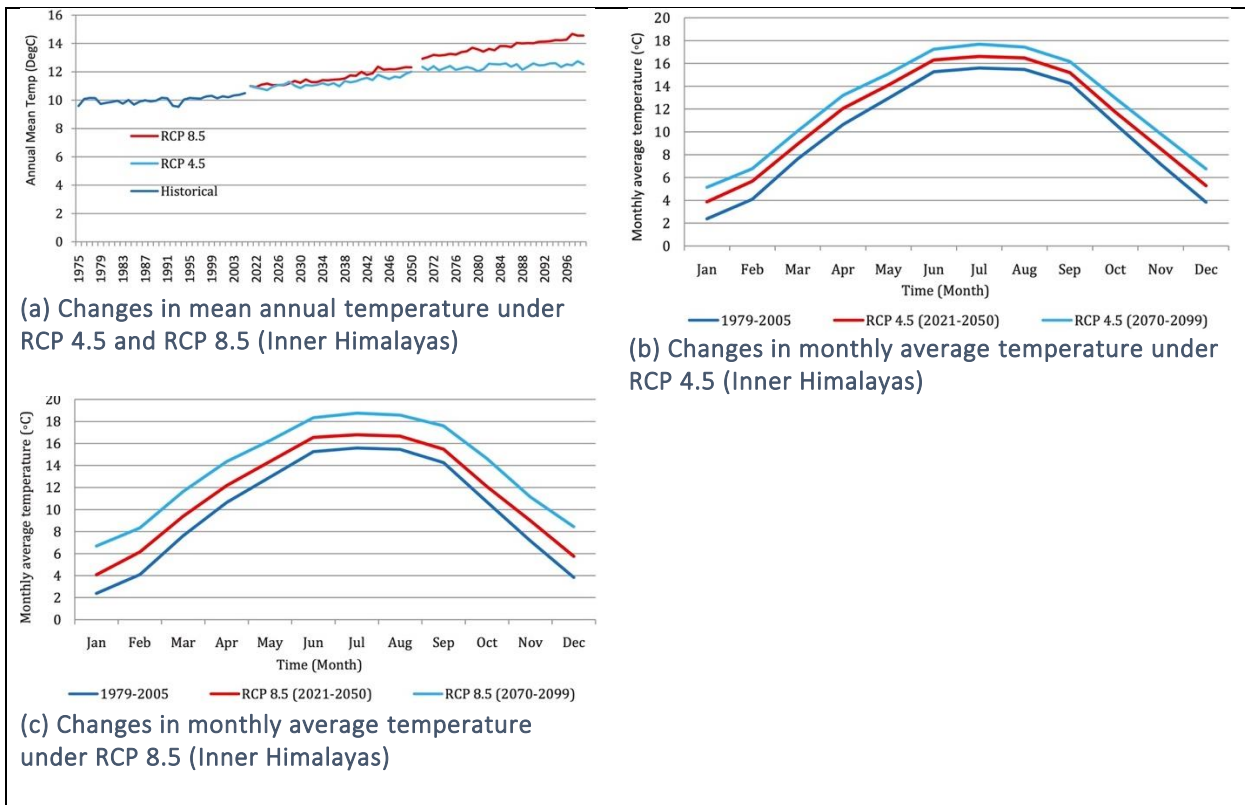 16
14
12
10
8
6
4
2
0
Annual Mean Temp (DegC)
RCP 8.5
RCP 4.5
Historical
1975 1979 1983 1987 1991 1995 1999 2003 2022 2026 2030 2034 2038 2042 2046 2050 2072 2076 2080 2084 2088 2092 2096
(a) Changes in mean annual temperature under
RCP 4.5 and RCP 8.5 (Inner Himalayas)
20
18
16
14
12
10
8
6
4
2
0
Monthly average temperature (◦C)
Jan Feb Mar Apr May Jun Jul Aug Sep Oct Nov Dec
Time (Month)
1979-2005 RCP 4.5 (2021-2050) RCP 4.5 (2070-2099)
(b) Changes in monthly average temperature under
RCP 4.5 (Inner Himalayas)
20
18
16
14
12
10
8
6
4
2
0
Monthly average temperature (◦C)
Jan Feb Mar Apr May Jun Jul Aug Sep Oct Nov Dec
Time (Month)
1979-2005 RCP 8.5 (2021-2050) RCP 8.5 (2070-2099)
(c) Changes in monthly average temperature
under RCP 8.5 (Inner Himalayas)